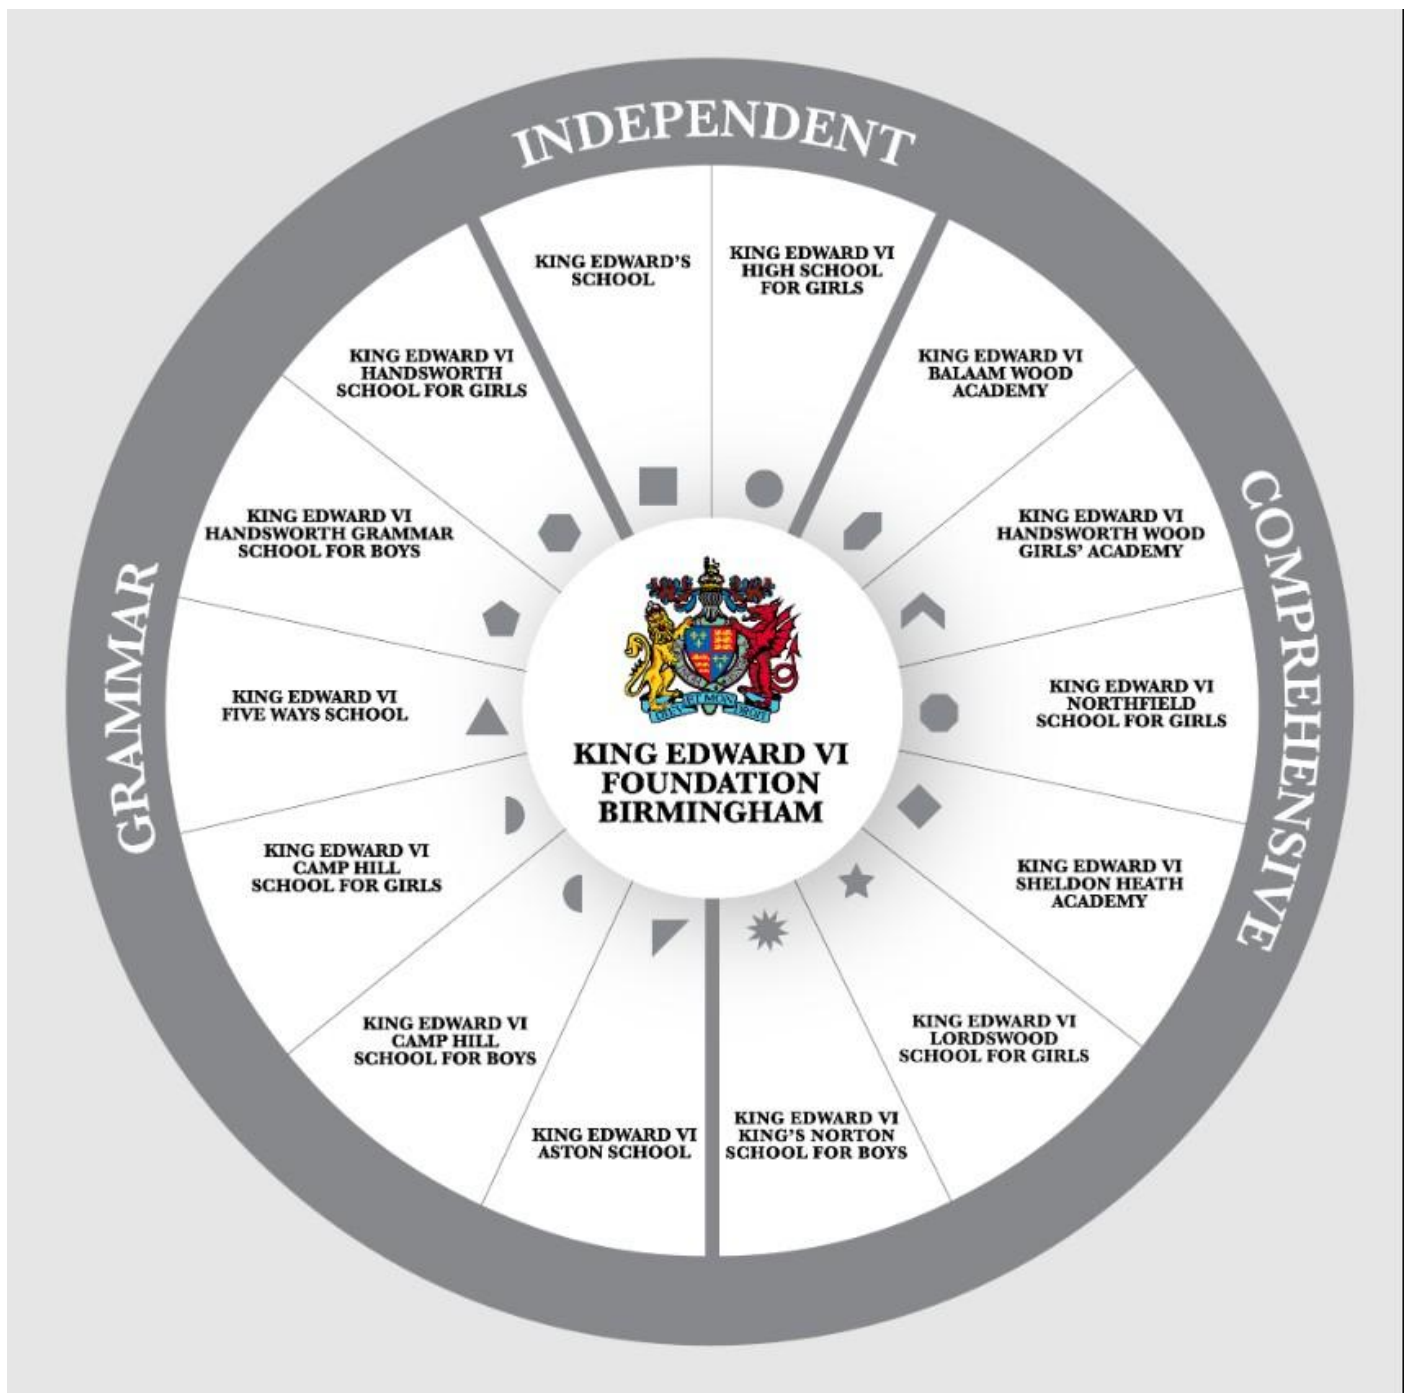 INDEPENDENT
KING EDWARD'S
SCHOOL
KING EDWARD VI
HIGH SCHOOL
FOR GIRLS
COMPREHENSIVE
KING EDWARD VI
BALAAM WOOD
ACADEMY
KING EDWARD VI
HANDSWORTH WOOD
GIRLS' ACADEMY
KING EDWARD VI
NORTHFIELD
SCHOOL FOR GIRLS
KING EDWARD VI
SHELDON HEATH
ACADEMY
KING EDWARD VI
LORDSWOOD
SCHOOL FOR GIRLS
KING EDWARD VI
KING'S NORTON
SCHOOL FOR BOYS
GRAMMAR
KING EDWARD VI
ASTON SCHOOL
KING EDWARD VI
CAMP HILL
SCHOOL FOR BOYS
KING EDWARD VI
CAMP HILL
SCHOOL FOR GIRLS
KING EDWARD VI
FIVE WAYS SCHOOL
KING EDWARD VI
HANDSWORTH GRAMMAR
SCHOOL FOR BOYS
KING EDWARD VI
HANDSWORTH
SCHOOL FOR GIRLS
ET MON DROIT
KING EDWARD VI
FOUNDATION
BIRMINGHAM